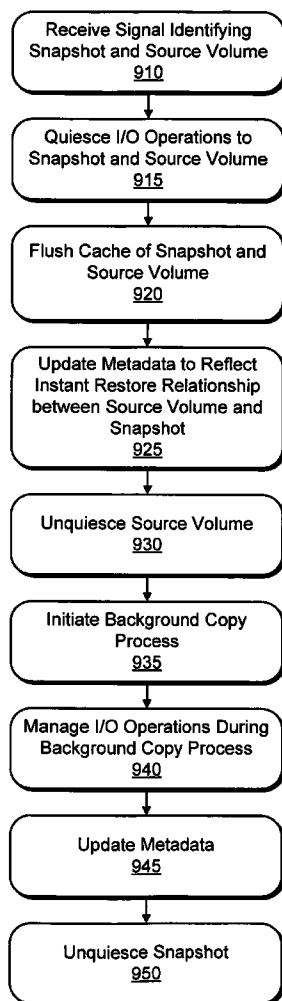 Receive Signal Identifying
Snapshot and Source Volume
910
Quiesce I/O Operations to
Snapshot and Source Volume
915
Flush Cache of Snapshot and
Source Volume
920
Update Metadata to Reflect
Instant Restore Relationship
between Source Volume and
Snapshot
925
Unquiesce Source Volume
930
Initiate Background Copy
Process
935
Manage I/O Operations During
Background Copy Process
940
Update Metadata
945
Unquiesce Snapshot
950